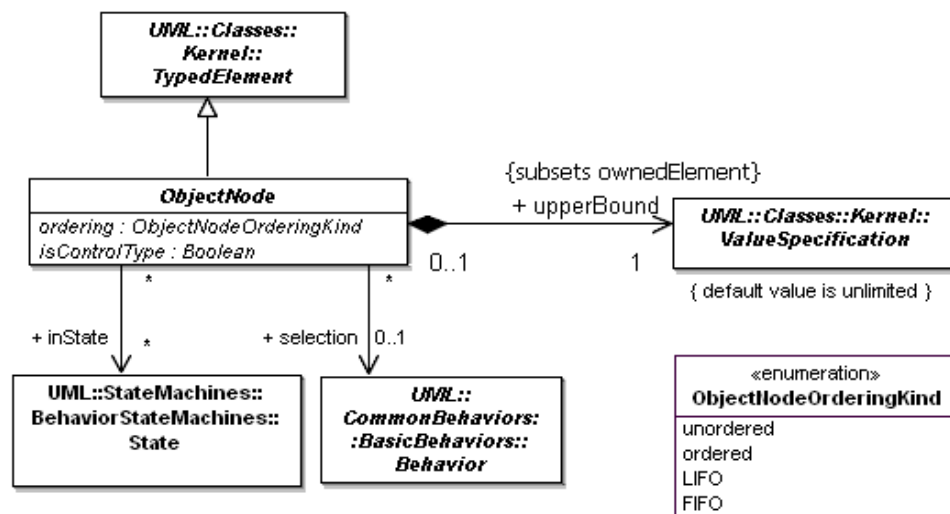 UML::Classes::
Kernel::
TypedElement
ObjectNode
ordering : ObjectNodeOrderingKind
isControlType : Boolean
{subsets ownedElement}
+ upperBound
0..1
1
UML::Classes::Kernel::
ValueSpecification
{ default value is unlimited }
*
*
+ inState
*
+ selection
0..1
UML::StateMachines::
BehaviorStateMachines::
State
UML::
CommonBehaviors:
:BasicBehaviors::
Behavior
«enumeration»
ObjectNodeOrderingKind
unordered
ordered
LIFO
FIFO